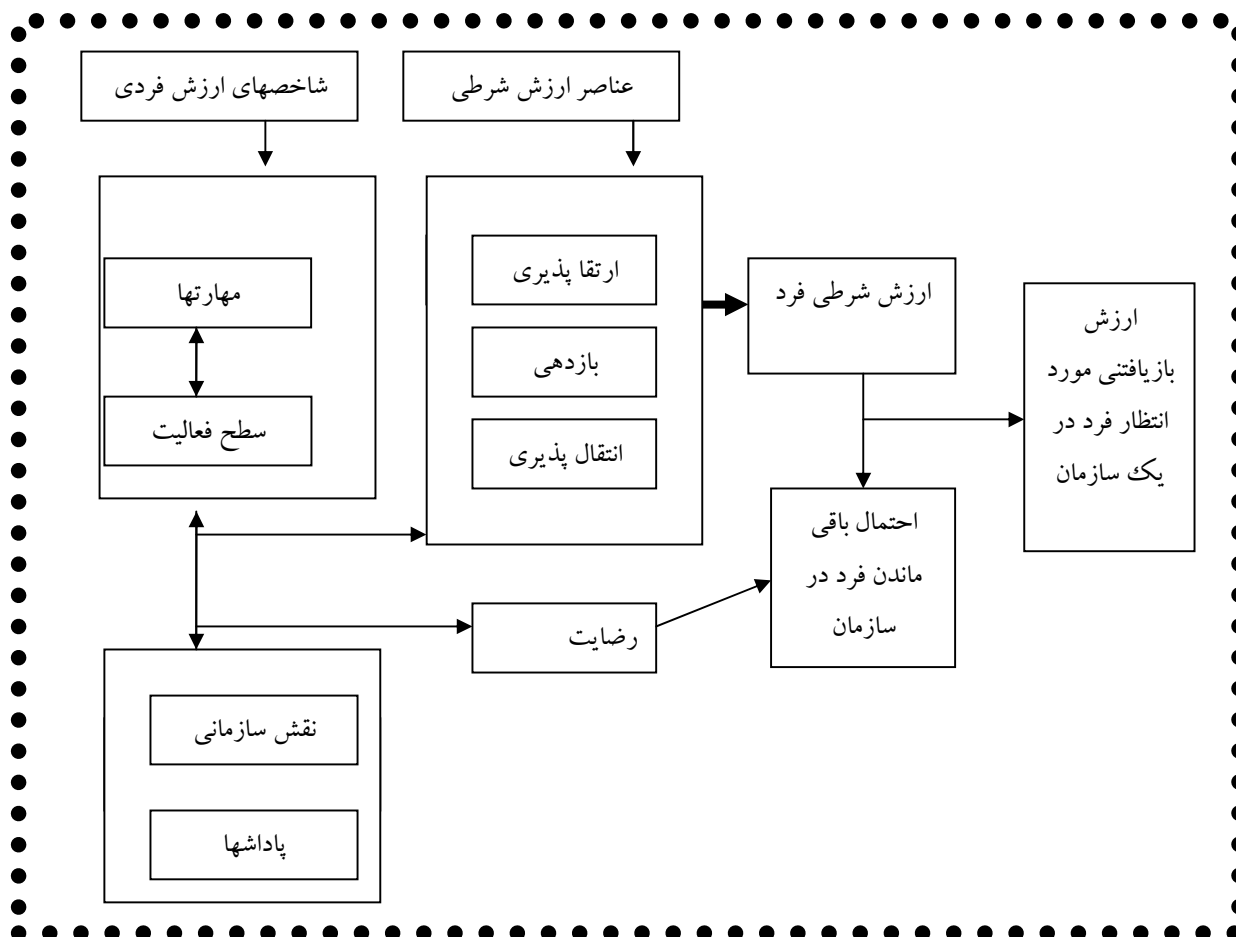 شاخصهای ارزش فردی
عناصر ارزش شرطی
مهارتها
سطح فعالیت
ارتقا پذیری
بازدهی
انتقال پذیری
ارزش شرطی فرد
ارزش
بازیافتنی مورد
انتظار فرد در
یک سازمان
احتمال باقی
ماندن فرد در
سازمان
رضایت
نقش سازمانی
پاداشها